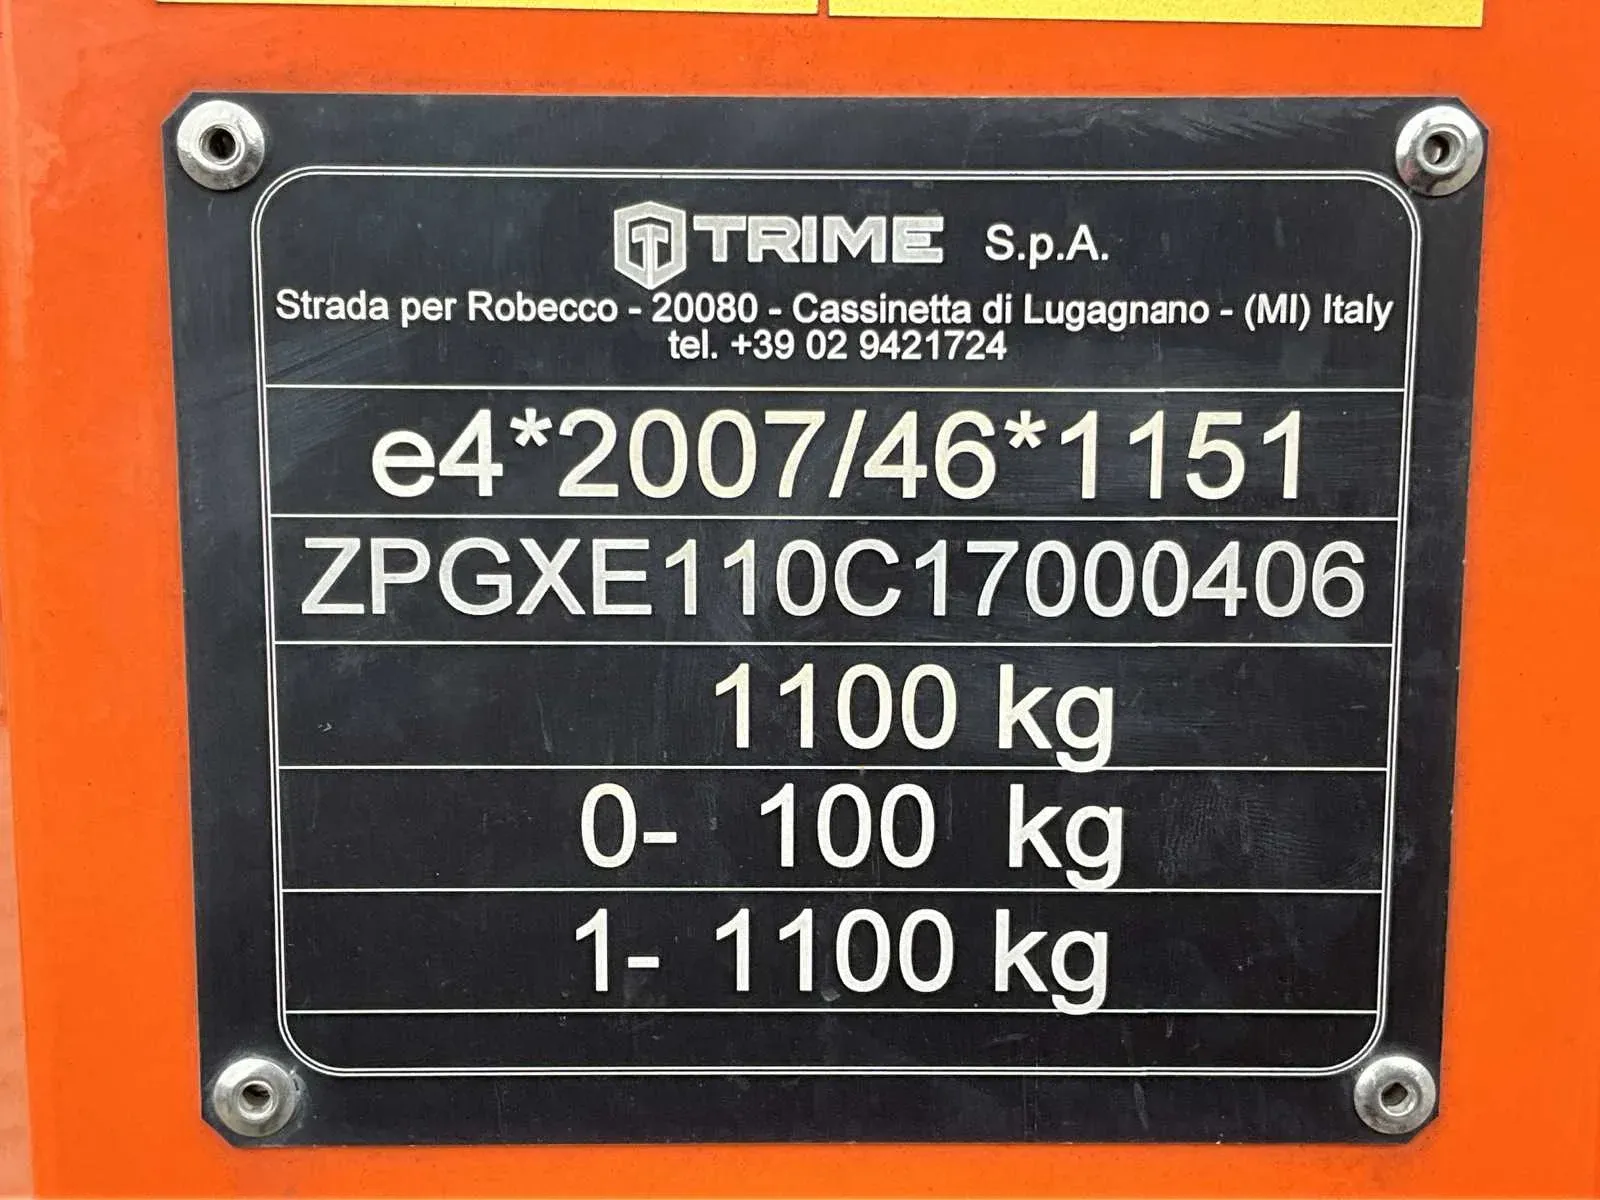 TRIME S.p.A.
Strada per Robecco - 20080 - Cassinetta di Lugagnano - (MI) Italy
tel. +39 02 9421724
e4*2007/46*1151
ZPGXE110C17000406
1100 kg
0- 100 kg
1- 1100 kg